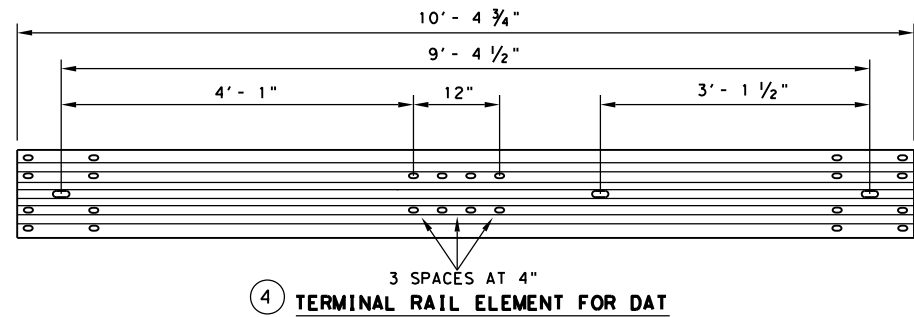 10'- 4 ¾"
9'- 4 ½"
4'- 1"
12"
3'- 1 ½"
3 SPACES AT 4"
4 TERMINAL RAIL ELEMENT FOR DAT